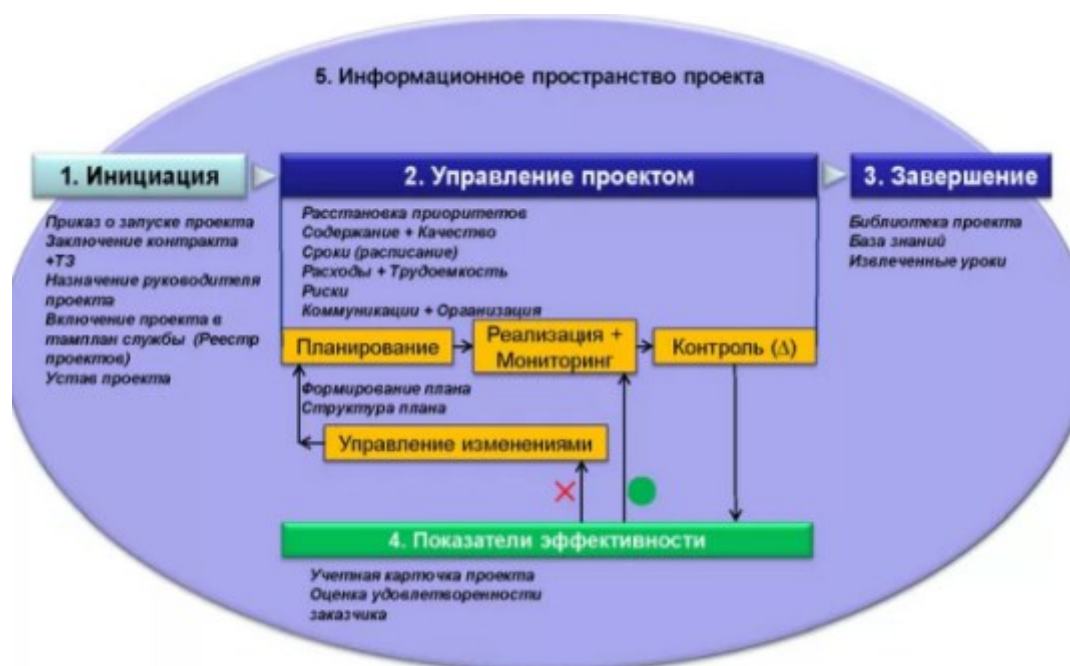 5. Информационное пространство проекта
1. Инициация
Приказ о запуске проекта
Заключение контракта
+ТЗ
Назначение руководителя
проекта
Включение проекта в
тамплан службы (Реестр
проектов)
Устав проекта
2. Управление проектом
Расстановка приоритетов
Содержание + Качество
Сроки (расписание)
Расходы + Трудоемкость
Риски
Коммуникации + Организация
Планирование
Реализация +
Мониторинг
Контроль (Δ)
Формирование плана
Структура плана
Управление изменениями
3. Завершение
Библиотека проекта
База знаний
Извлеченные уроки
4. Показатели эффективности
Учетная карточка проекта
Оценка удовлетворенности
заказчика